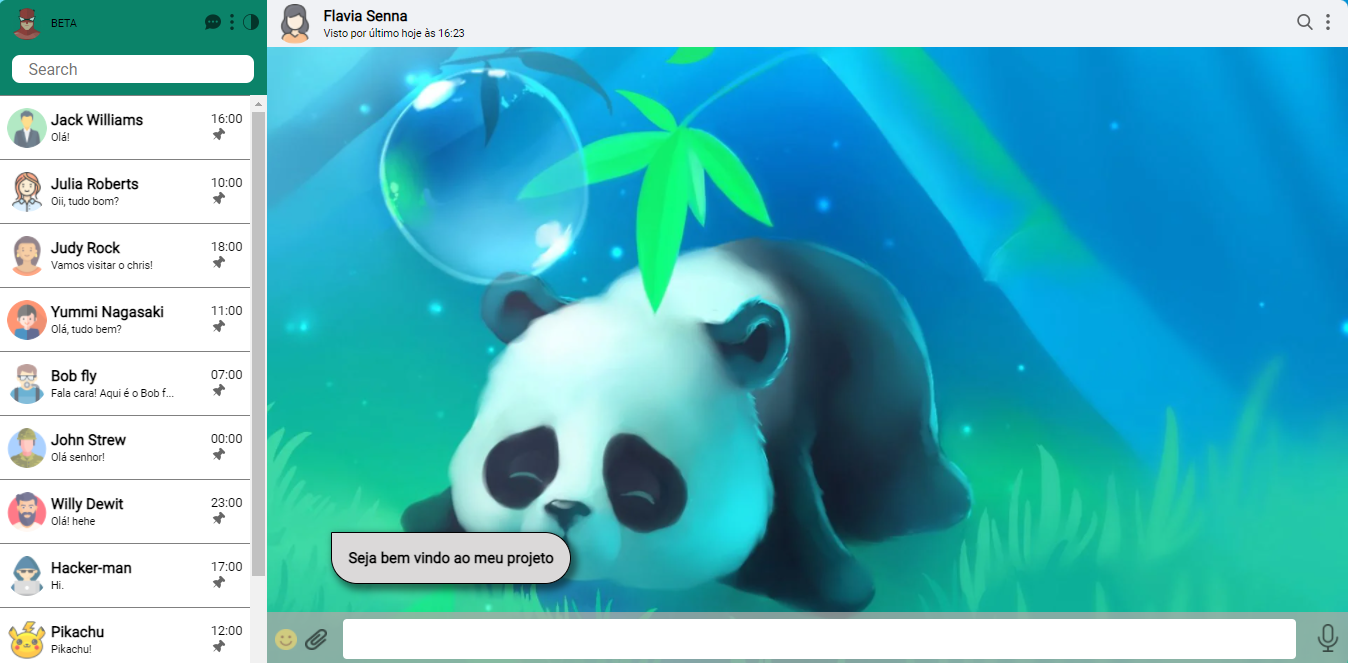 BETA
Search
Jack Williams 16:00
Olá!
Julia Roberts 10:00
Oii, tudo bom?
Judy Rock 18:00
Vamos visitar o chris!
Yummi Nagasaki 11:00
Olá, tudo bem?
Bob fly 07:00
Fala cara! Aqui é o Bob f...
John Strew 00:00
Olá senhor!
Willy Dewit 23:00
Olá! hehe
Hacker-man 17:00
Hi.
Pikachu 12:00
Pikachu!
Flavia Senna
Visto por último hoje às 16:23
Seja bem vindo ao meu projeto